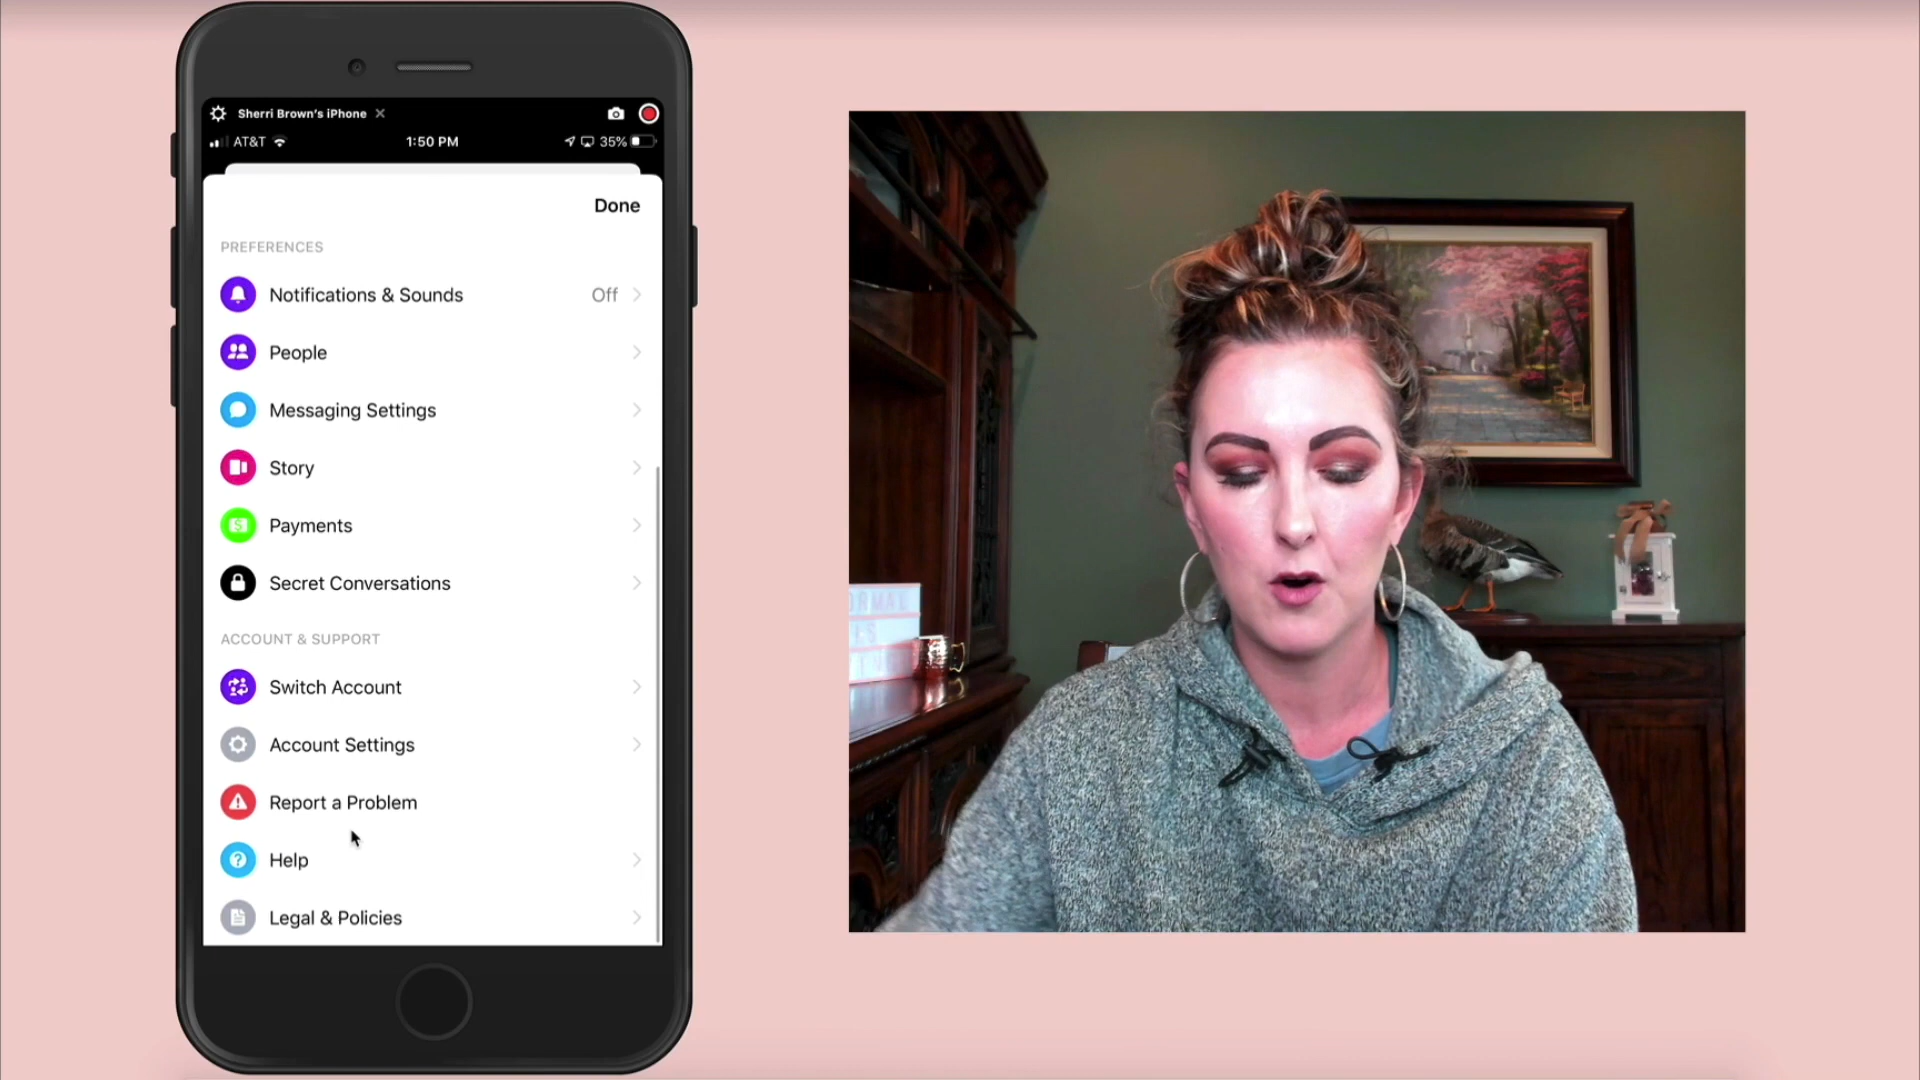 Sherri Brown's iPhone
AT&T 1:50 PM 35%
Done
PREFERENCES
Notifications & Sounds Off
People
Messaging Settings
Story
Payments
Secret Conversations
ACCOUNT & SUPPORT
Switch Account
Account Settings
Report a Problem
Help
Legal & Policies